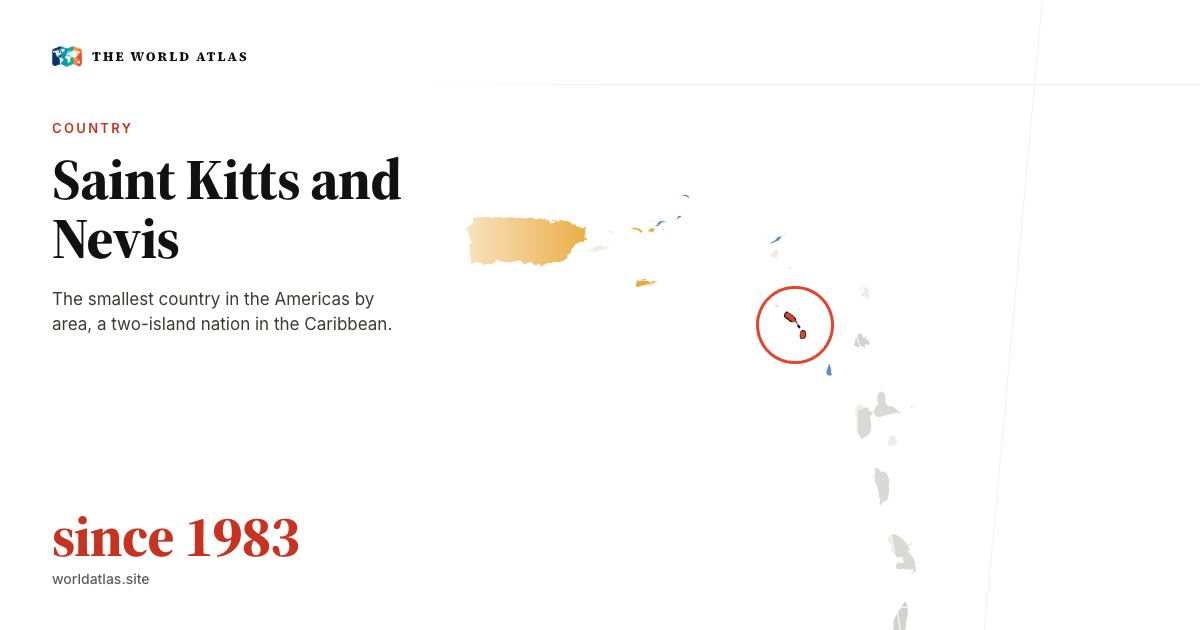 THE WORLD ATLAS
COUNTRY
Saint Kitts and
Nevis
The smallest country in the Americas by
area, a two-island nation in the Caribbean.
since 1983
worldatlas.site